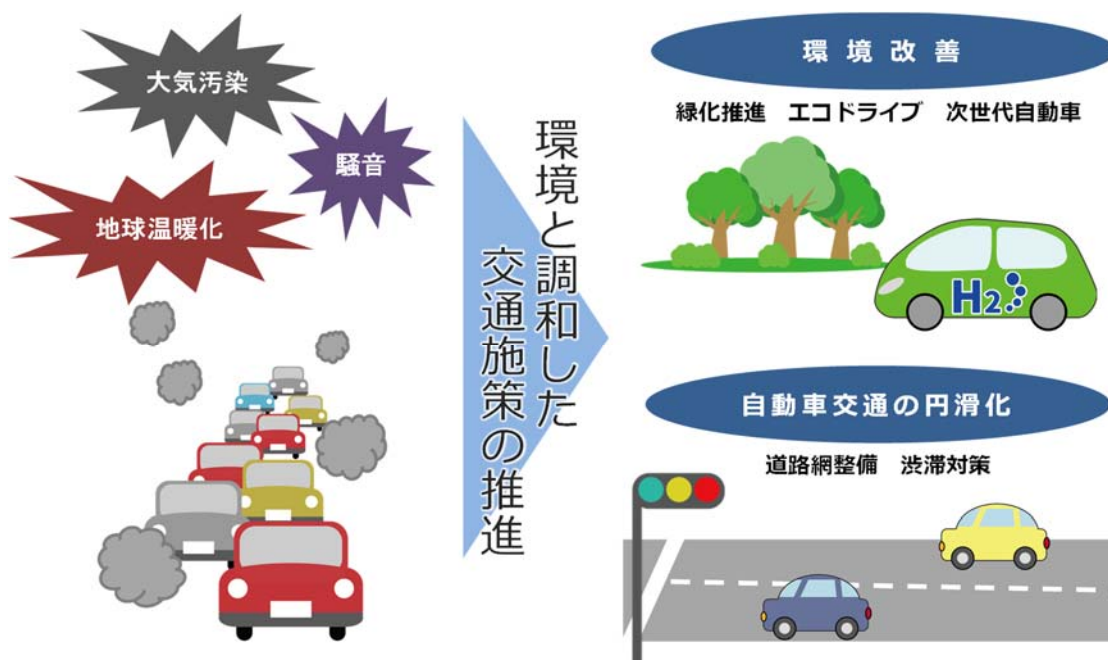 大気汚染
騒音
地球温暖化
環境と調和した
交通施策の推進
環境改善
緑化推進　エコドライブ　次世代自動車
H2
自動車交通の円滑化
道路網整備　渋滞対策